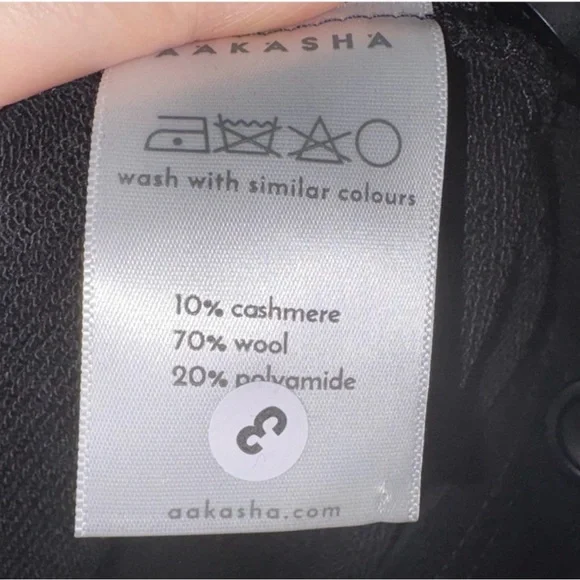 AAKASHA
wash with similar colours
10% cashmere
70% wool
20% polyamide
3
aakasha.com